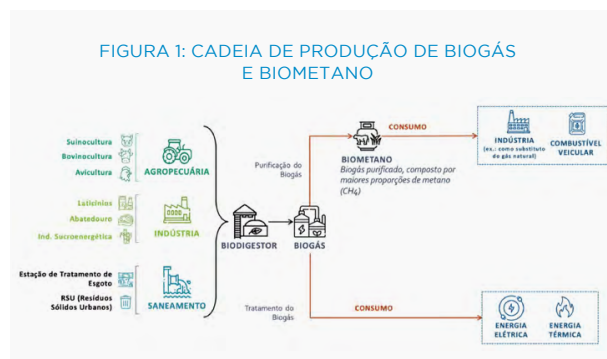 FIGURA 1: CADEIA DE PRODUÇÃO DE BIOGÁS
E BIOMETANO
Suinocultura
Bovinocultura
Avicultura
AGROPECUÁRIA
Laticínios
Abatedouro
Ind. Sucroenergética
INDÚSTRIA
Estação de Tratamento de
Esgoto
RSU (Resíduos
Sólidos Urbanos)
SANEAMENTO
BIODIGESTOR
BIOGÁS
Purificação do
Biogás
BIOMETANO
Biogás purificado, composto por
maiores proporções de metano
(CH4)
CONSUMO
INDÚSTRIA
(ex.: como substituto
de gás natural)
COMBUSTÍVEL
VEICULAR
Tratamento do
Biogás
CONSUMO
ENERGIA
ELÉTRICA
ENERGIA
TÉRMICA